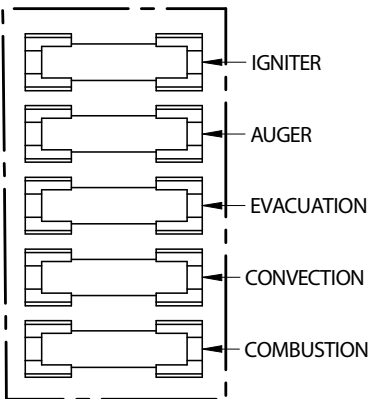 IGNITER
AUGER
EVACUATION
CONVECTION
COMBUSTION